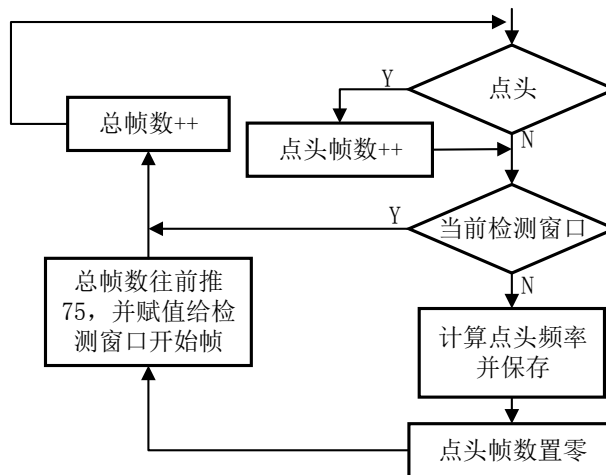 点头
Y
总帧数++
点头帧数++
N
当前检测窗口
Y
总帧数往前推
75，并赋值给检
测窗口开始帧
N
计算点头频率
并保存
点头帧数置零